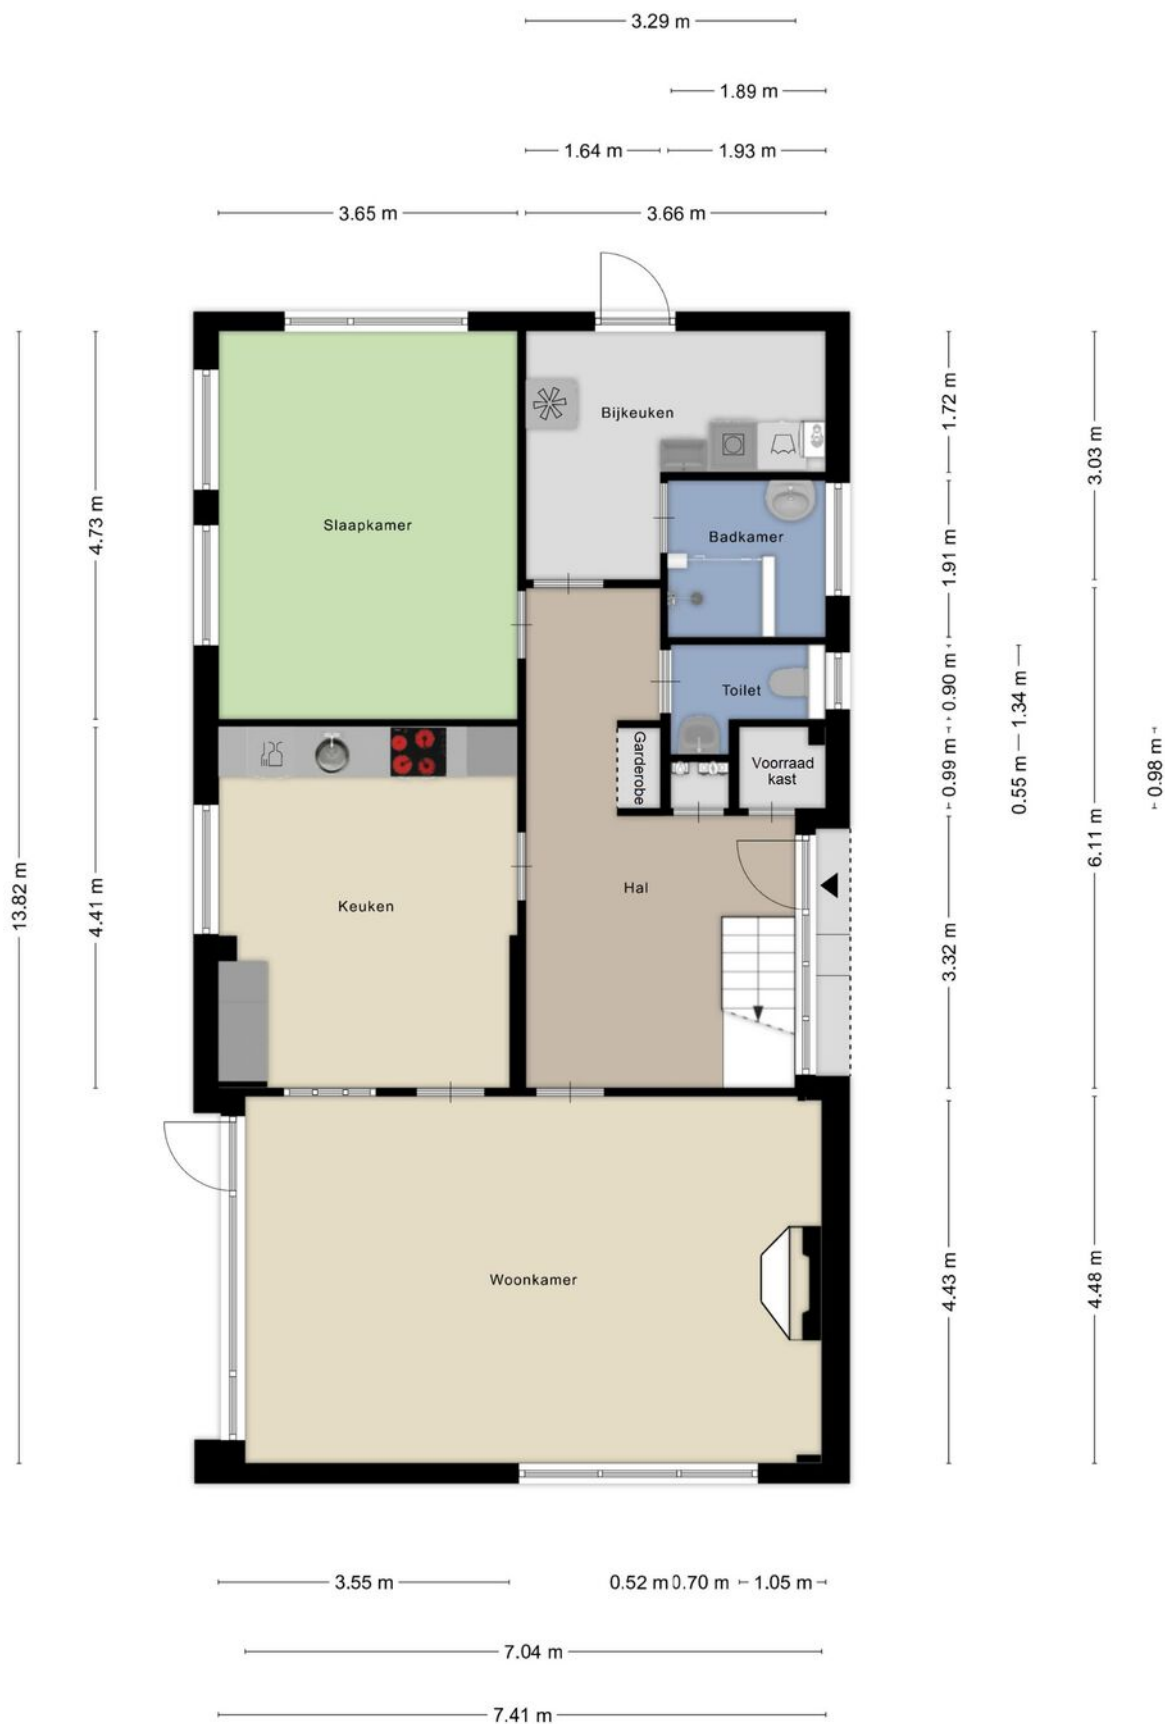 3.29 m
1.89 m
1.64 m
1.93 m
3.65 m
3.66 m
Bijkeuken
1.72 m
3.03 m
Slaapkamer
4.73 m
Badkamer
1.91 m
Toilet
0.90 m
1.34 m
Garderobe
Voorraad
kast
0.99 m
0.55 m
0.98 m
13.82 m
4.41 m
Keuken
Hal
3.32 m
6.11 m
Woonkamer
4.43 m
4.48 m
3.55 m
0.52 m
0.70 m
1.05 m
7.04 m
7.41 m